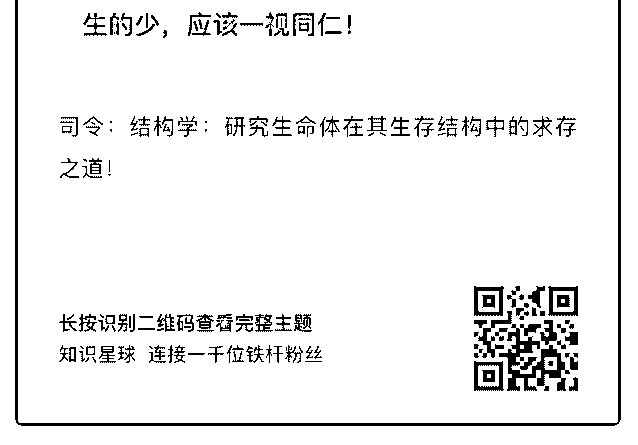 生的少，应该一视同仁！
司令：结构学：研究生命体在其生存结构中的求存
之道！
长按识别二维码查看完整主题
知识星球 连接一千位铁杆粉丝